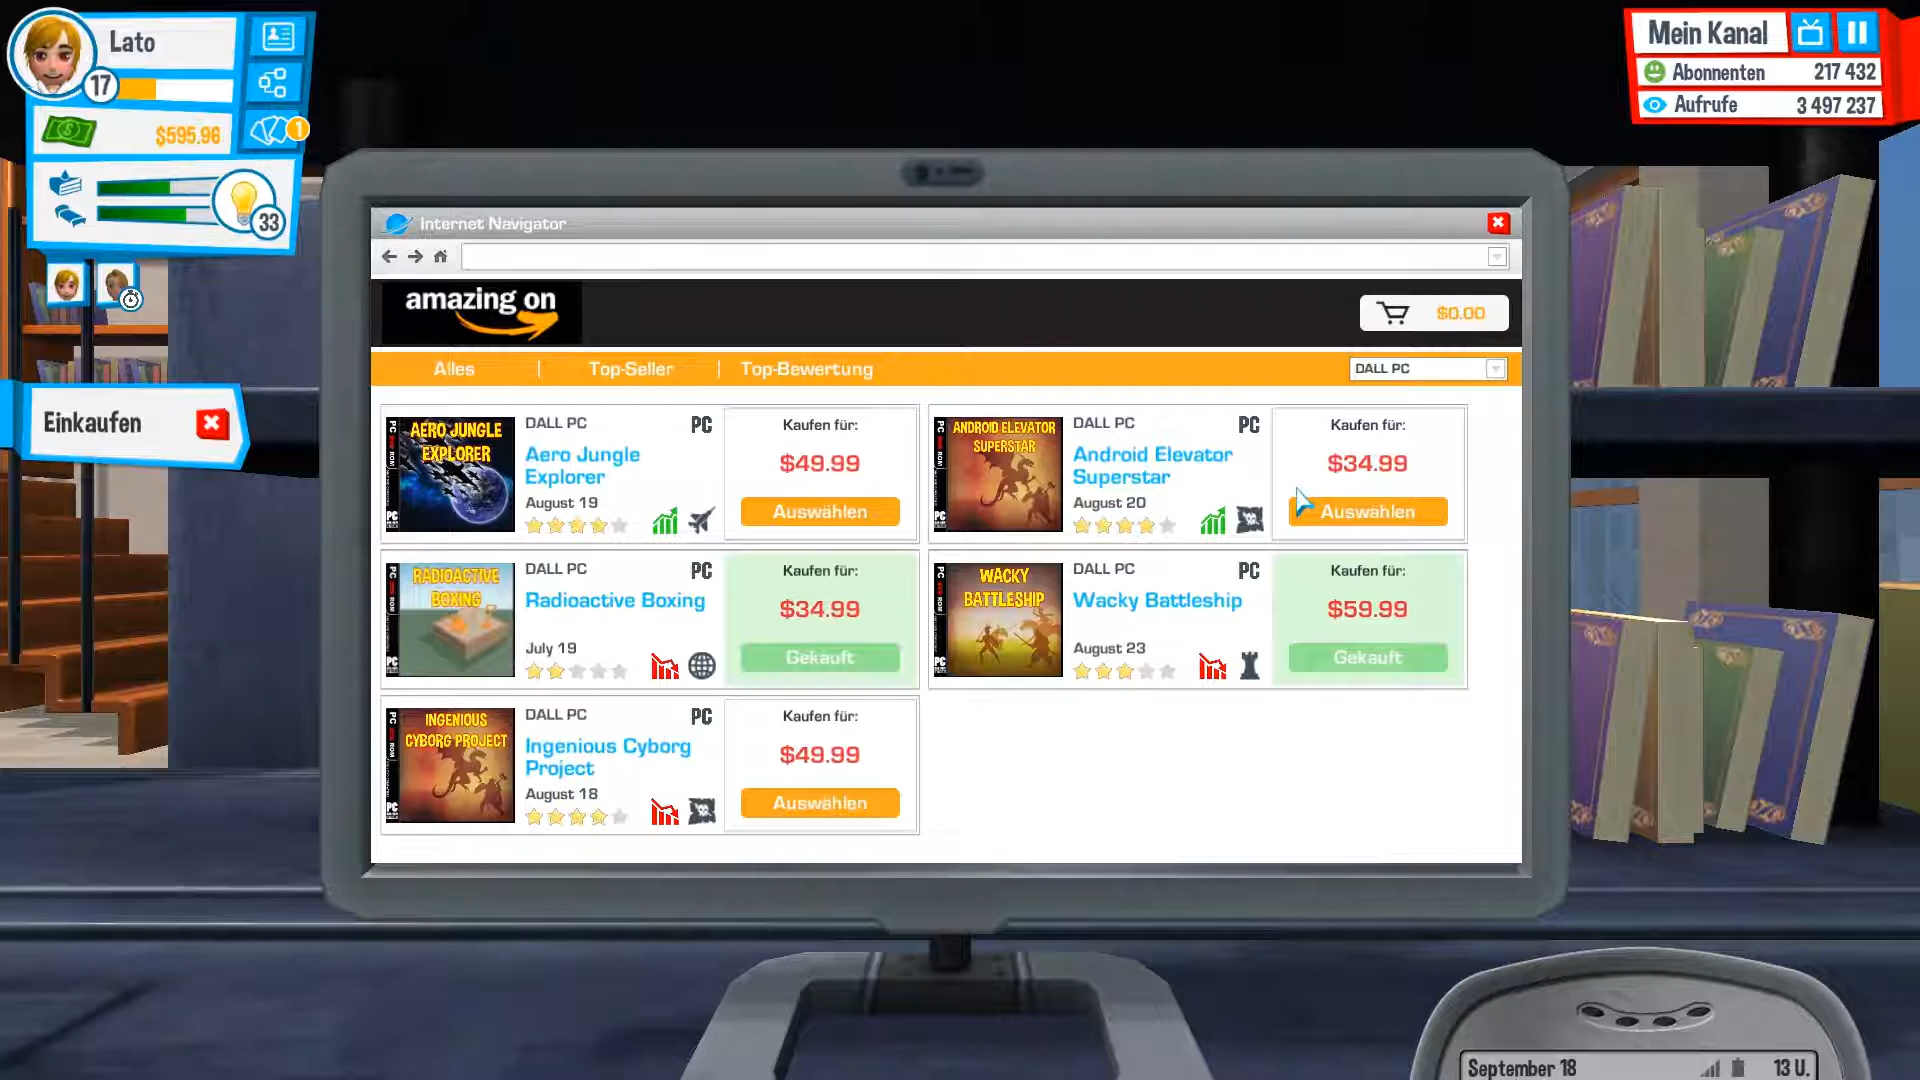 Lato
17
$595.96
1
33
Einkaufen
Mein Kanal
Abonnenten 217 432
Aufrufe 3 497 237
Internet Navigator
amazing on
$0.00
Alles | Top-Seller | Top-Bewertung
DALL PC
AERO JUNGLE
EXPLORER
DALL PC PC
Aero Jungle
Explorer
August 19
Kaufen für:
$49.99
Auswählen
ANDROID ELEVATOR
SUPERSTAR
DALL PC PC
Android Elevator
Superstar
August 20
Kaufen für:
$34.99
Auswählen
RADIOACTIVE
BOXING
DALL PC PC
Radioactive Boxing
July 19
Kaufen für:
$34.99
Gekauft
WACKY
BATTLESHIP
DALL PC PC
Wacky Battleship
August 23
Kaufen für:
$59.99
Gekauft
INGENIOUS
CYBORG PROJECT
DALL PC PC
Ingenious Cyborg
Project
August 18
Kaufen für:
$49.99
Auswählen
September 18 13 U.